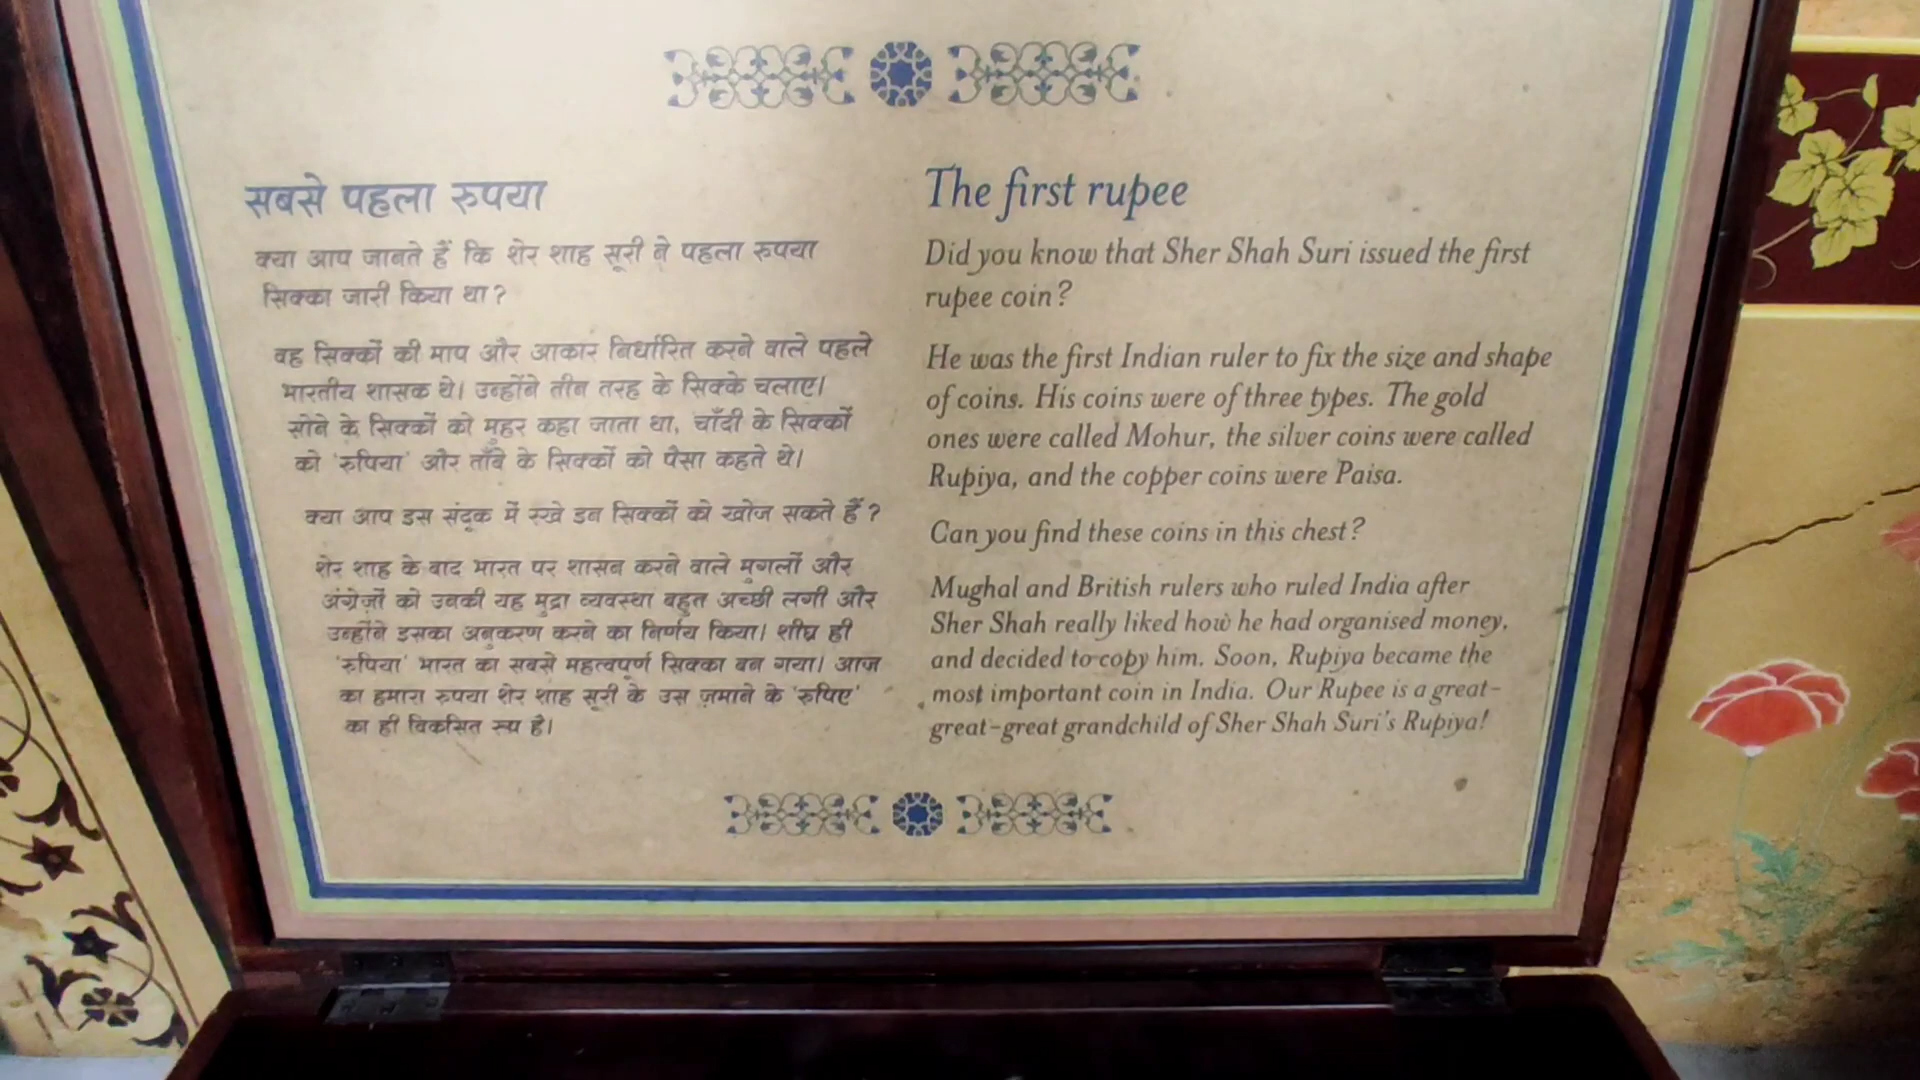 सबसे पहला रुपया
क्या आप जानते हैं कि शेर शाह सूरी ने पहला रुपया
सिक्का जारी किया था?
वह सिक्कों की माप और आकार निर्धारित करने वाले पहले
भारतीय शासक थे। उन्होंने तीन तरह के सिक्के चलाए।
सोने के सिक्कों को मुहर कहा जाता था, चाँदी के सिक्कों
को 'रुपिया' और ताँबे के सिक्कों को पैसा कहते थे।
क्या आप इस संदूक में रखे इन सिक्कों को खोज सकते हैं?
शेर शाह के बाद भारत पर शासन करने वाले मुगलों और
अंग्रेज़ों को उनकी यह मुद्रा व्यवस्था बहुत अच्छी लगी और
उन्होंने इसका अनुकरण करने का निर्णय किया। शीघ्र ही
'रुपिया' भारत का सबसे महत्वपूर्ण सिक्का बन गया। आज
का हमारा रुपया शेर शाह सूरी के उस ज़माने के 'रुपिए'
का ही विकसित रूप है।
The first rupee
Did you know that Sher Shah Suri issued the first
rupee coin?
He was the first Indian ruler to fix the size and shape
of coins. His coins were of three types. The gold
ones were called Mohur, the silver coins were called
Rupiya, and the copper coins were Paisa.
Can you find these coins in this chest?
Mughal and British rulers who ruled India after
Sher Shah really liked how he had organised money,
and decided to copy him. Soon, Rupiya became the
most important coin in India. Our Rupee is a great-
great-great grandchild of Sher Shah Suri's Rupiya!